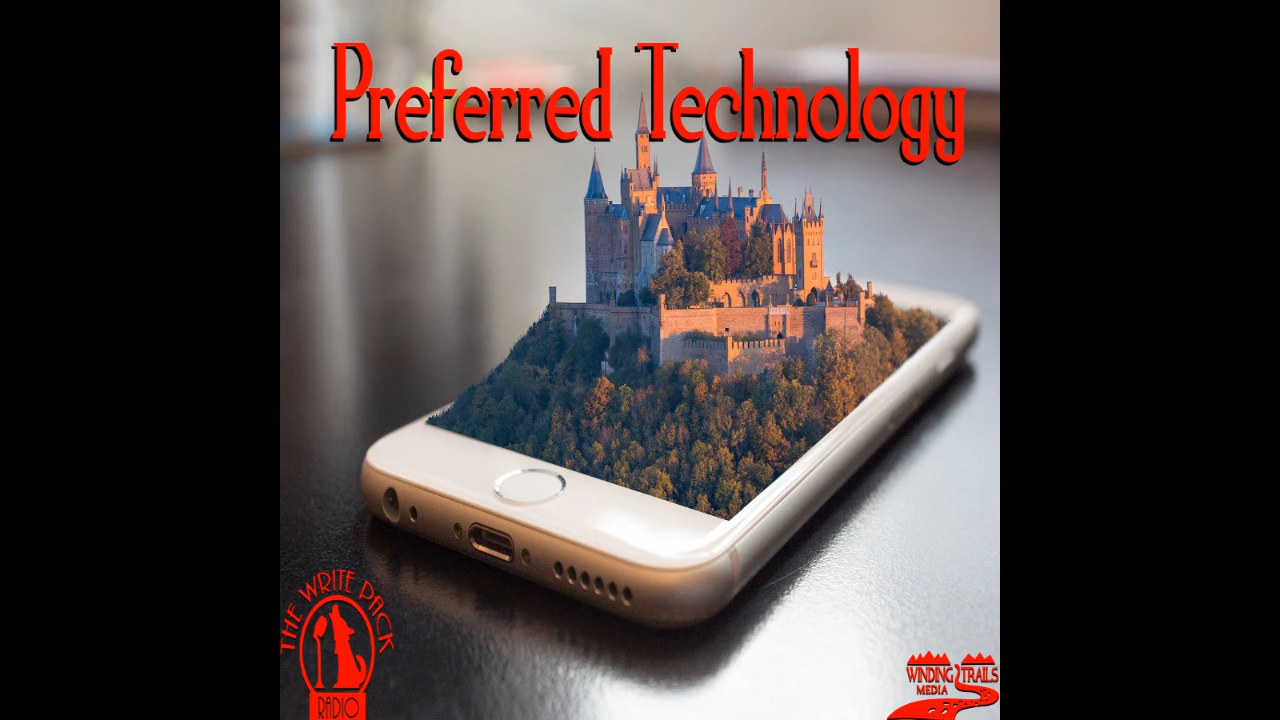 Preferred Technology
THE WRITE PACK
RADIO
WINDING TRAILS
MEDIA